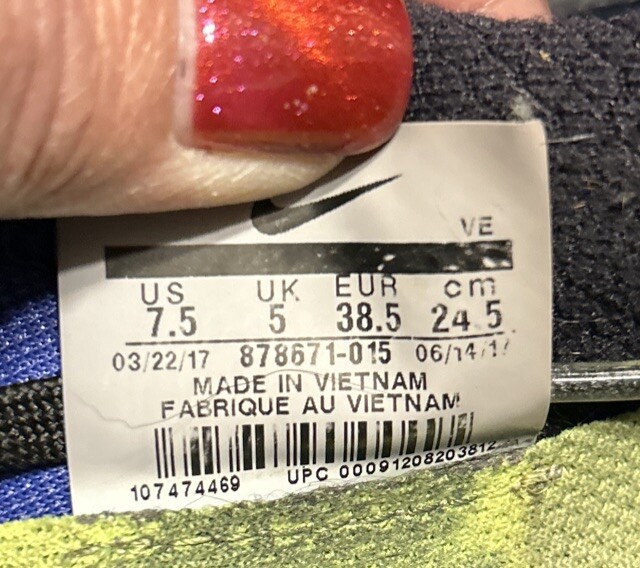 VE
US UK EUR cm
7.5 5 38.5 24.5
03/22/17 878671-015 06/14/17
MADE IN VIETNAM
FABRIQUE AU VIETNAM
107474469 UPC 00091208203812